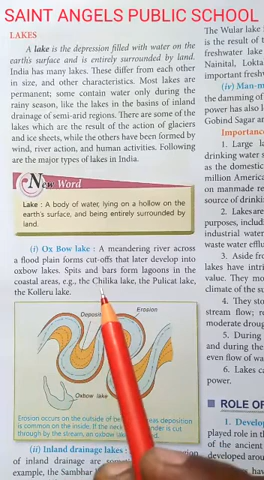 SAINT ANGELS PUBLIC SCHOOL
LAKES
A lake is the depression filled with water on the
earth's surface and is entirely surrounded by land.
India has many lakes. These differ from each other
in size, and other characteristics. Most lakes are
permanent; some contain water only during the
rainy season, like the lakes in the basins of inland
drainage of semi-arid regions. There are some of
the lakes which are the result of the action of glaciers
and ice sheets, while the others have been formed by
wind, river action, and human activities. Following
are the major types of lakes in India.
New Word
Lake : A body of water, lying on a hollow on the
earth's surface, and being entirely surrounded by
land.
(i) Ox Bow lake : A meandering river across
a flood plain forms cut-offs that later develop into
oxbow lakes. Spits and bars form lagoons in the
coastal areas, e.g., the Chilika lake, the Pulicat lake,
the Kolleru lake.
Erosion
Oxbow lake
Erosion occurs on the outside of
deposition
is common on the inside. If the neck
is cut
through by the stream, an oxbow lake
(ii) Inland drainage lakes :
of inland drainage are
example, the Sambhar
The Wular lake
is the result of
freshwater lake
Nainital, Lokta
important fresh
(iv) Man-m
the damming of
power has also
Gobind Sagar an
Importance
1. Large
drinking water s
as the domestic
million America
on manmade re
source of drinkin
2. Lakes are
purposes, includi
industrial water
waste water efflu
3. Aside fro
lakes have intrin
value. They mo
climate of the su
4. They sto
stream flow; r
moderate droug
5. During
and during the
even flow of wa
6. Lakes ca
power.
ROLE OF
1. Develop
played role in th
of the ancient
developed aroun
ways ha